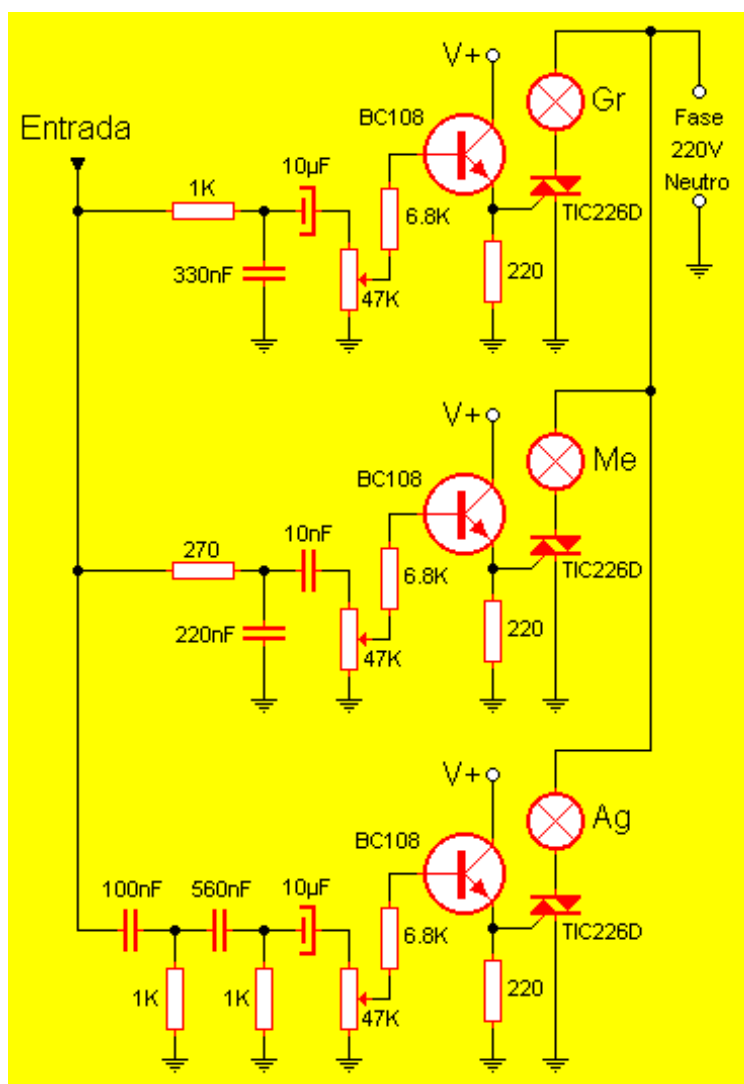 Entrada
V+
BC108
Gr
Fase
220V
Neutro
10µF
1K
6.8K
TIC226D
330nF
47K
220
V+
BC108
Me
10nF
270
6.8K
TIC226D
220nF
47K
220
V+
BC108
Ag
100nF
560nF
10µF
6.8K
TIC226D
1K
1K
47K
220